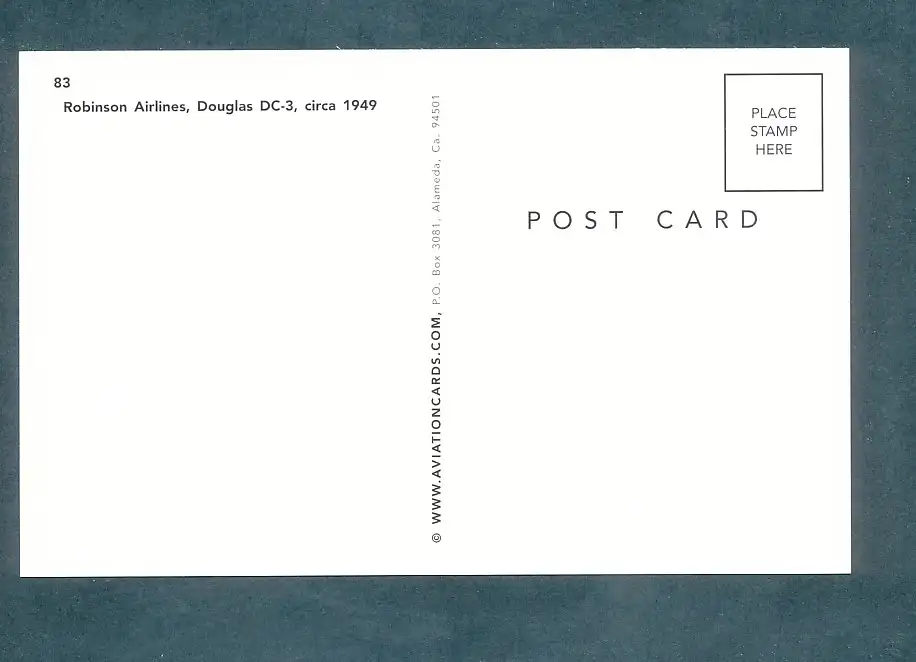 83
Robinson Airlines, Douglas DC-3, circa 1949
© WWW.AVIATIONCARDS.COM, P.O. Box 3081, Alameda, Ca. 94501
PLACE
STAMP
HERE
POST CARD